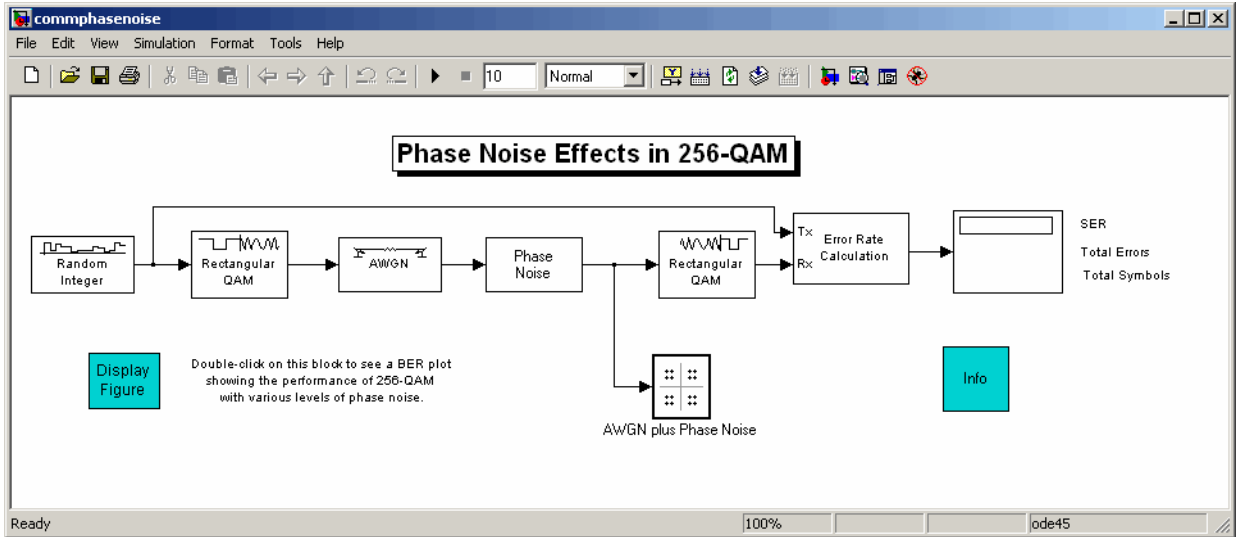 commphasenoise
File Edit View Simulation Format Tools Help
10 Normal
Phase Noise Effects in 256-QAM
Random
Integer
Rectangular
QAM
AWGN
Phase
Noise
Rectangular
QAM
Tx
Rx
Error Rate
Calculation
SER
Total Errors
Total Symbols
Display
Figure
Double-click on this block to see a BER plot
showing the performance of 256-QAM
with various levels of phase noise.
AWGN plus Phase Noise
Info
Ready 100% ode45